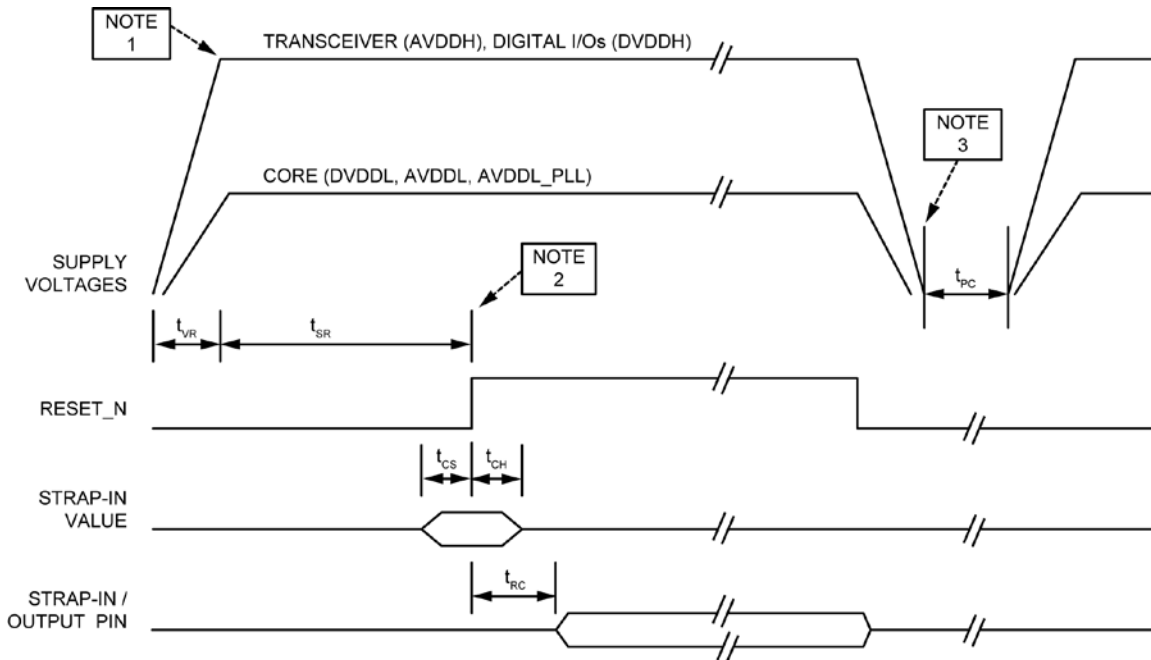 NOTE
1
TRANSCEIVER (AVDDH), DIGITAL I/Os (DVDDH)
NOTE
3
CORE (DVDDL, AVDDL, AVDDL_PLL)
NOTE
2
SUPPLY
VOLTAGES
tPC
tVR
tSR
RESET_N
tCS
tCH
STRAP-IN
VALUE
tRC
STRAP-IN /
OUTPUT PIN